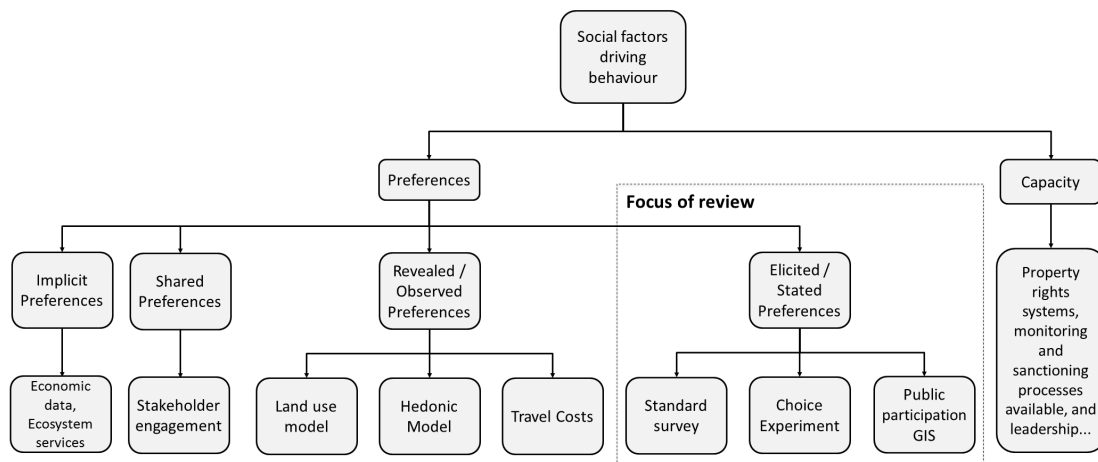 Social factors
driving
behaviour
Preferences
Capacity
Focus of review
Implicit
Preferences
Shared
Preferences
Revealed /
Observed
Preferences
Elicited /
Stated
Preferences
Property
rights
systems,
monitoring
and
sanctioning
processes
available, and
leadership...
Economic
data,
Ecosystem
services
Stakeholder
engagement
Land use
model
Hedonic
Model
Travel Costs
Standard
survey
Choice
Experiment
Public
participation
GIS